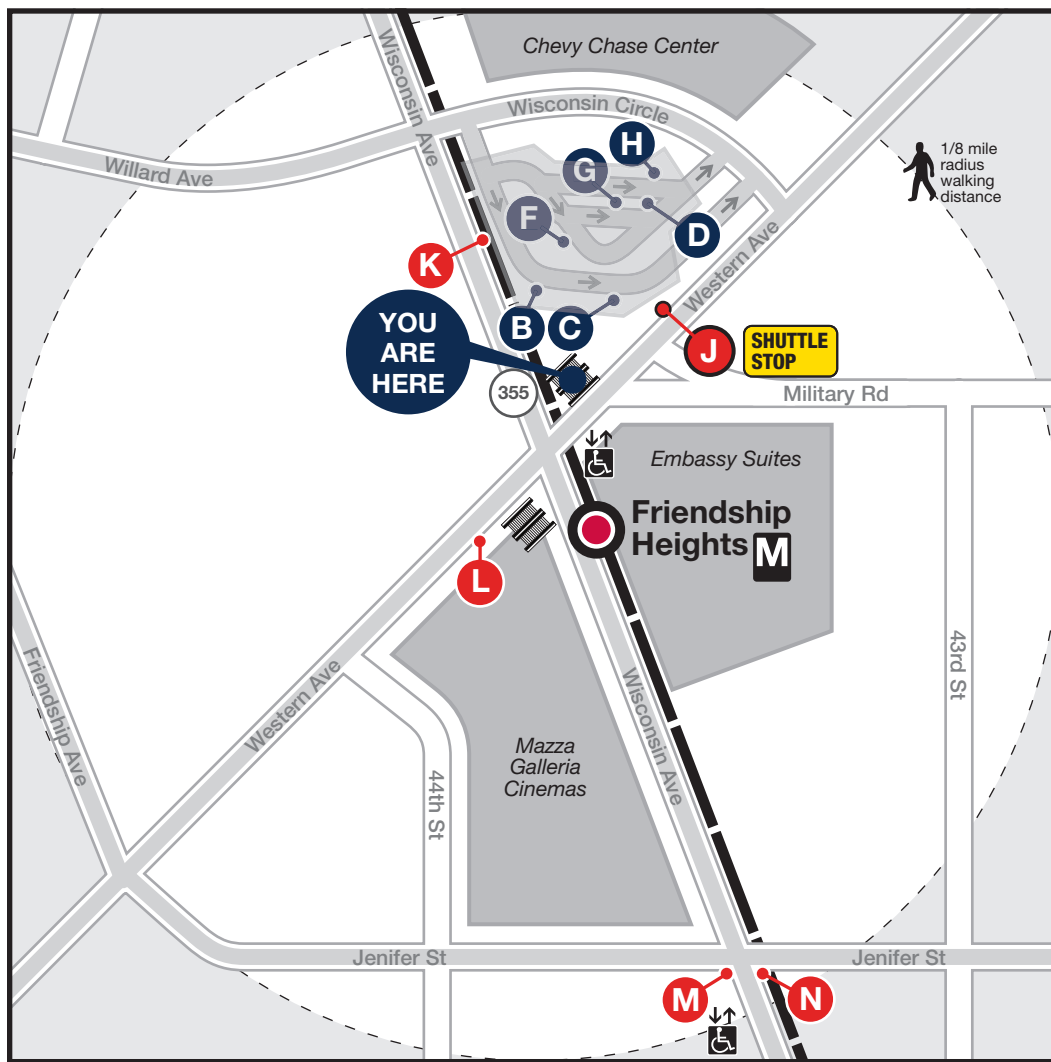 Chevy Chase Center
Wisconsin Ave
Wisconsin Circle
Willard Ave
1/8 mile
radius
walking
distance
H
G
F
D
K
B
C
Western Ave
YOU
ARE
HERE
J
SHUTTLE
STOP
355
Military Rd
Embassy Suites
Friendship
Heights
M
L
43rd St
Friendship Ave
Western Ave
Wisconsin Ave
Mazza
Galleria
Cinemas
44th St
Jenifer St
Jenifer St
M
N